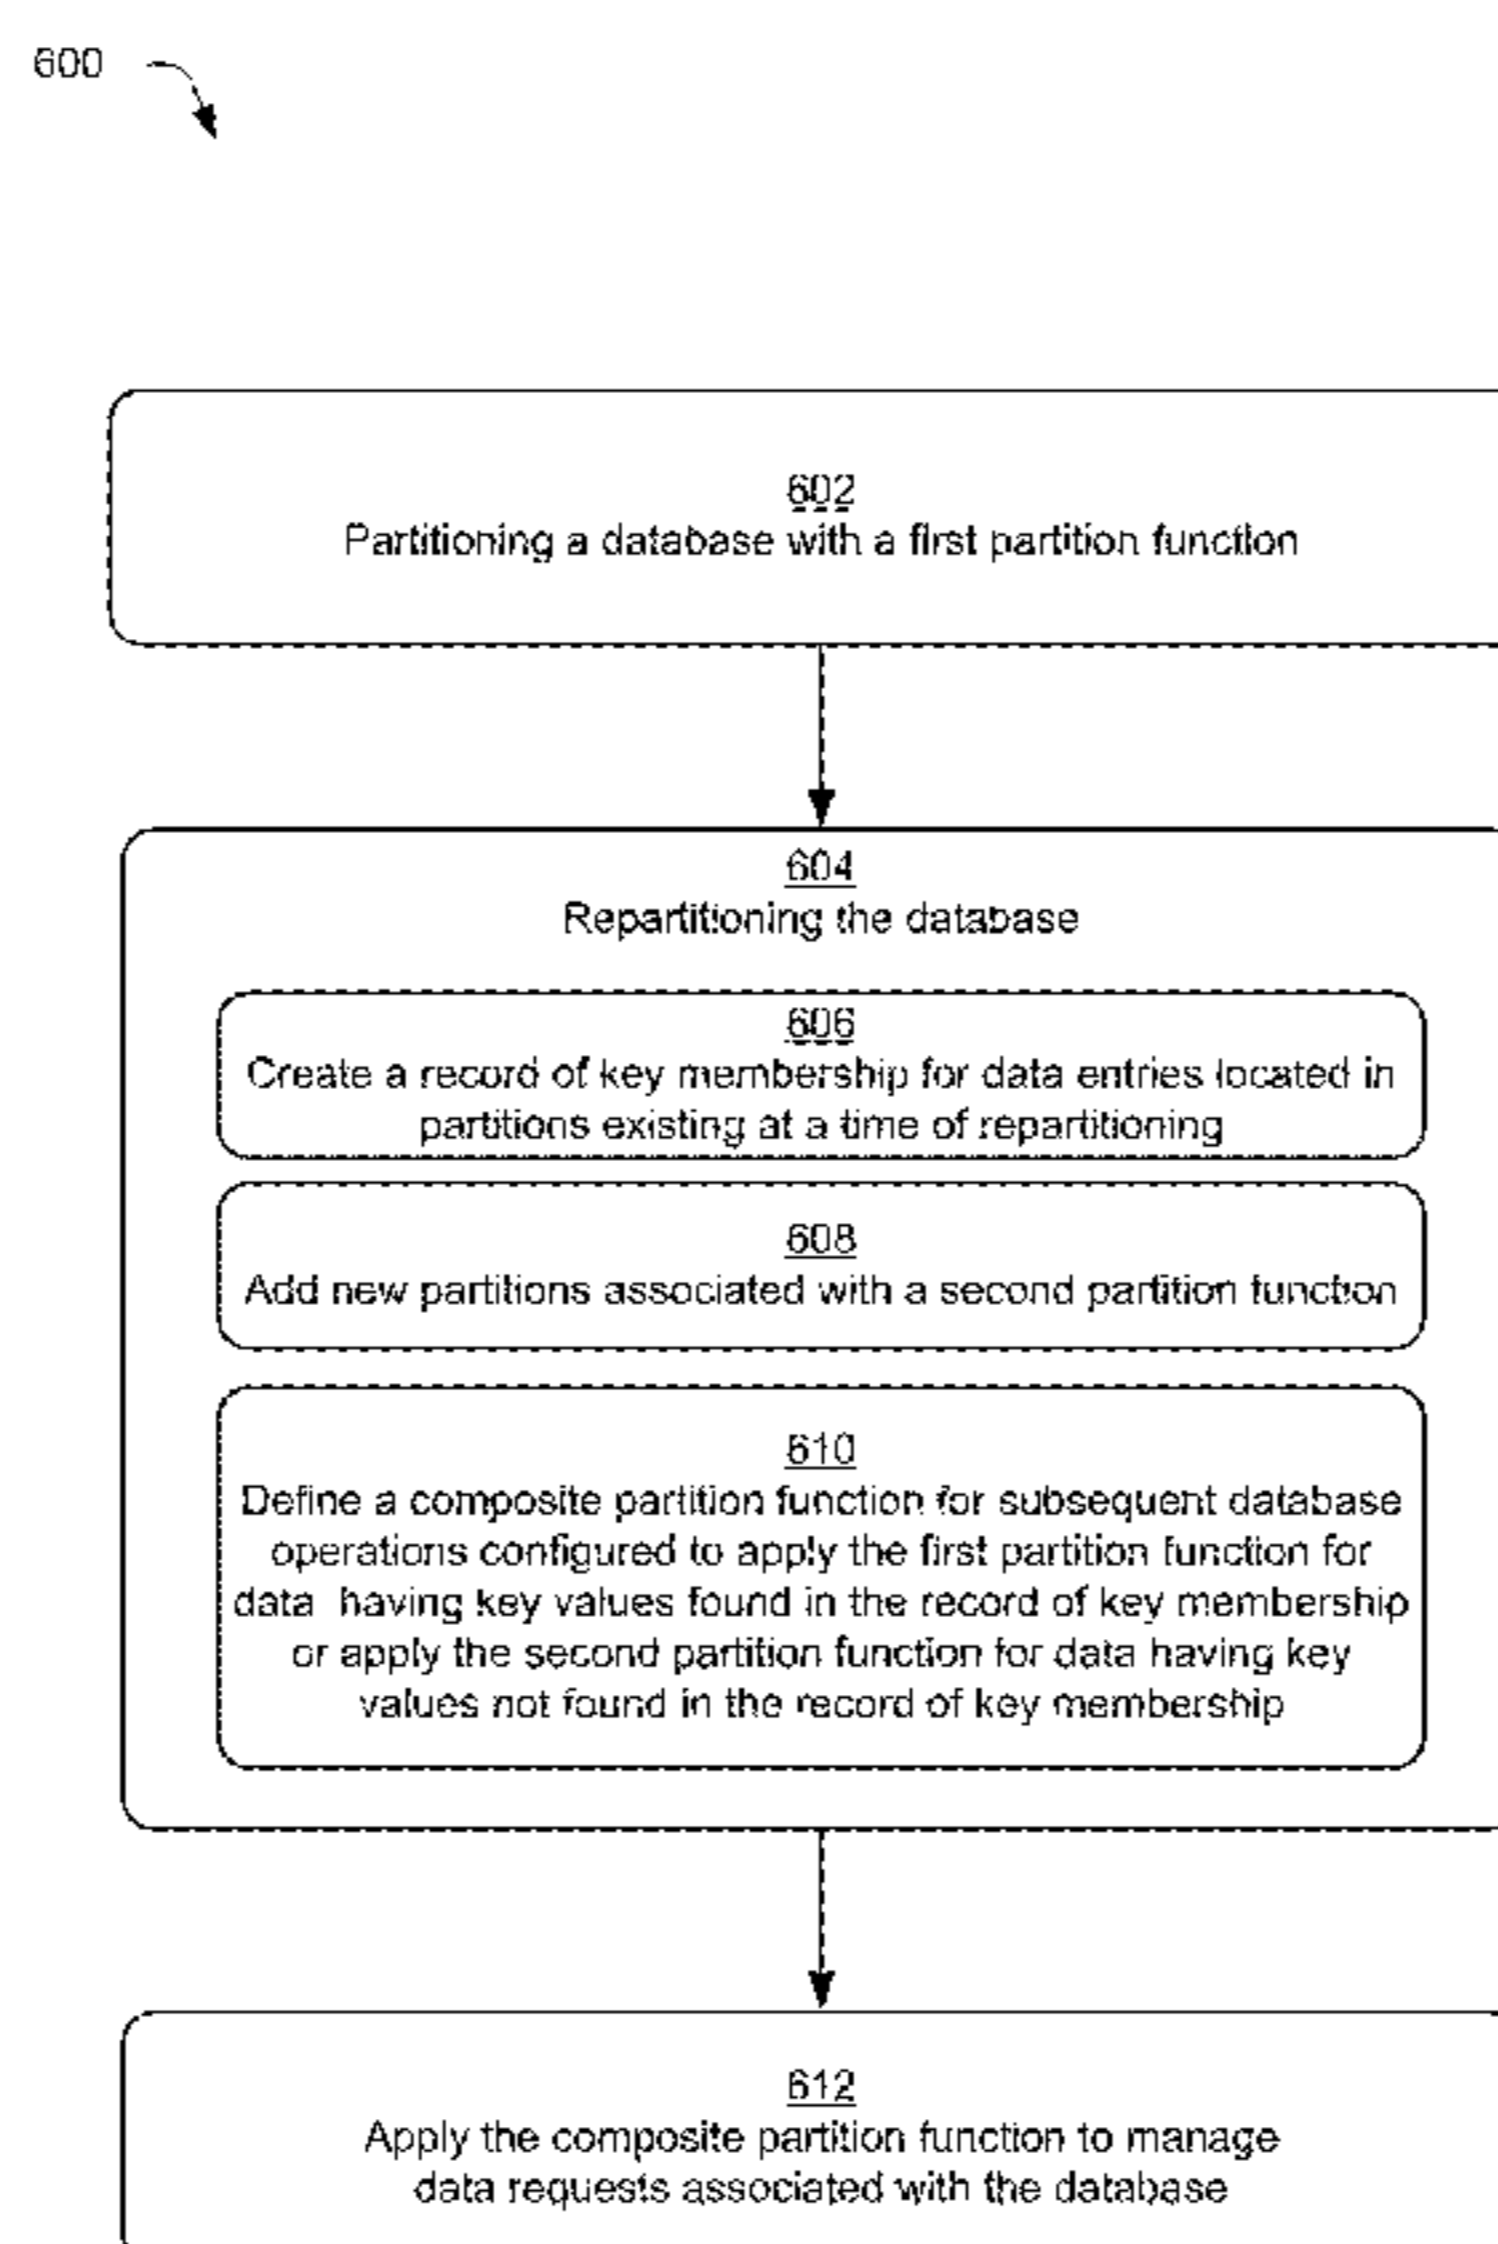 600
602
Partitioning a database with a first partition function
604
Repartitioning the database
606
Create a record of key membership for data entries located in
partitions existing at a time of repartitioning
608
Add new partitions associated with a second partition function
610
Define a composite partition function for subsequent database
operations configured to apply the first partition function for
data having key values found in the record of key membership
or apply the second partition function for data having key
values not found in the record of key membership
612
Apply the composite partition function to manage
data requests associated with the database